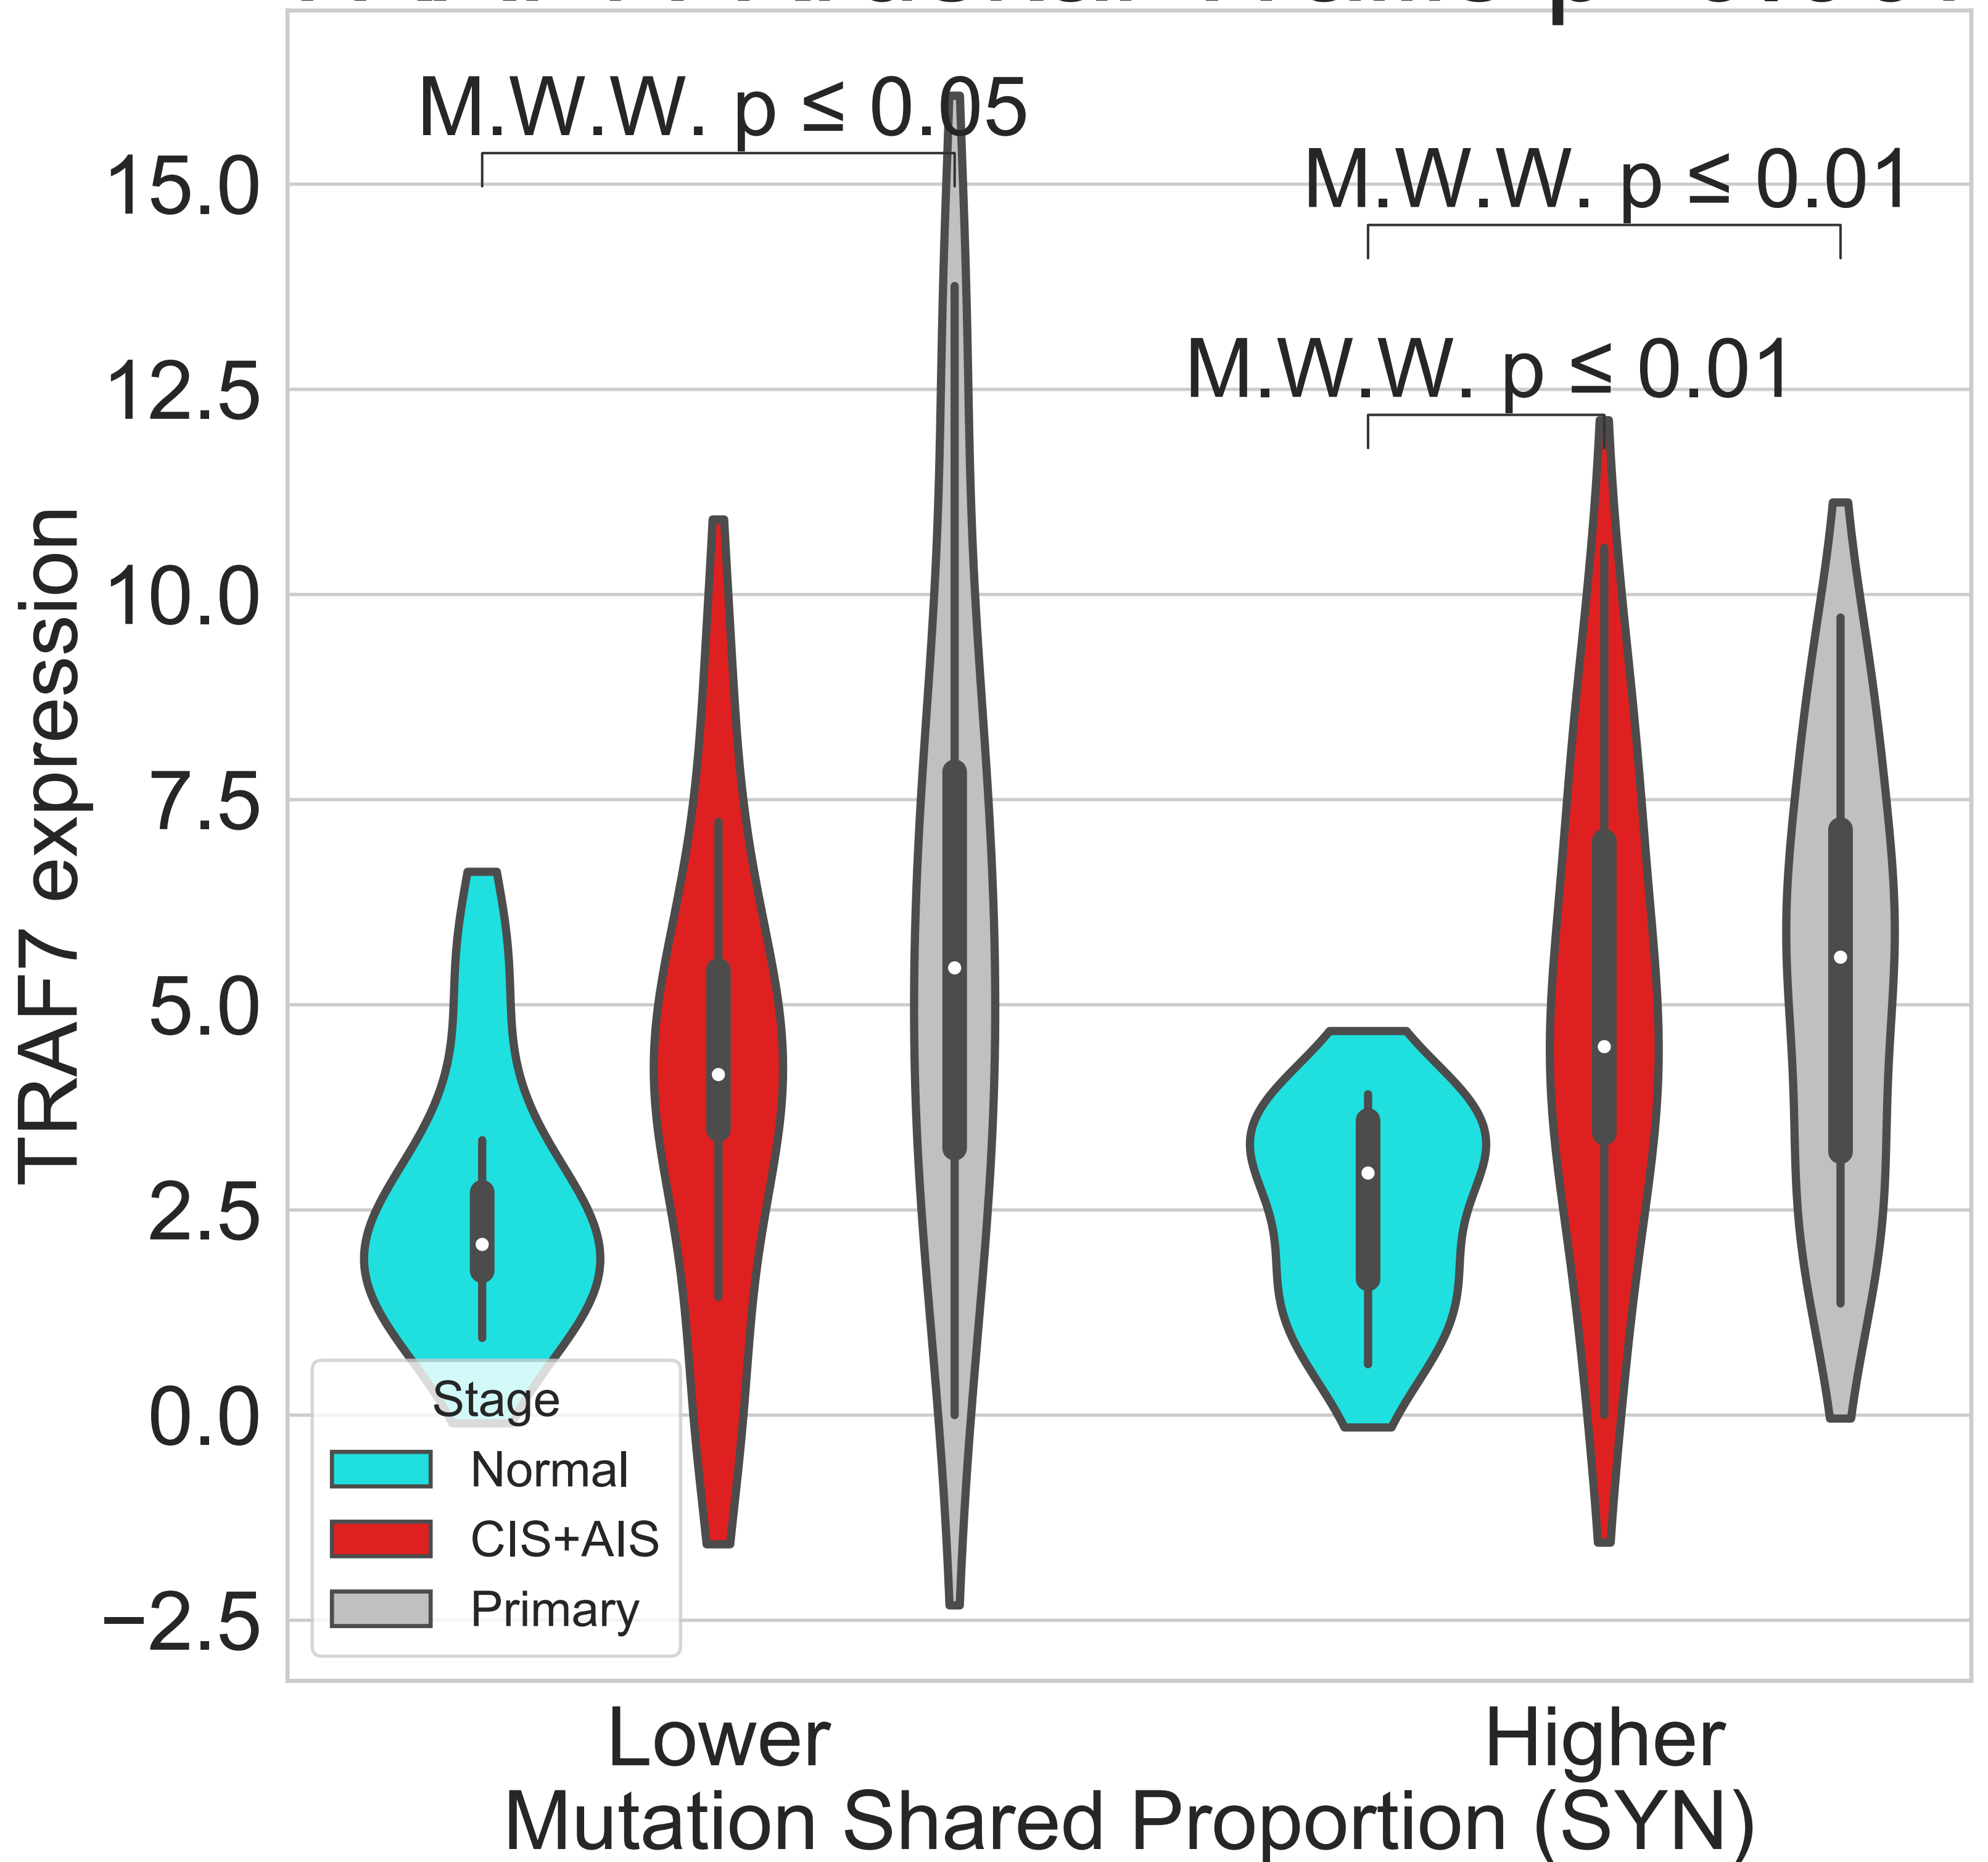 M.W.W. p ≤ 0.05
M.W.W. p ≤ 0.01
M.W.W. p ≤ 0.01
15.0
12.5
10.0
7.5
5.0
2.5
0.0
−2.5
TRAF7 expression
Stage
Normal
CIS+AIS
Primary
Lower
Higher
Mutation Shared Proportion (SYN)